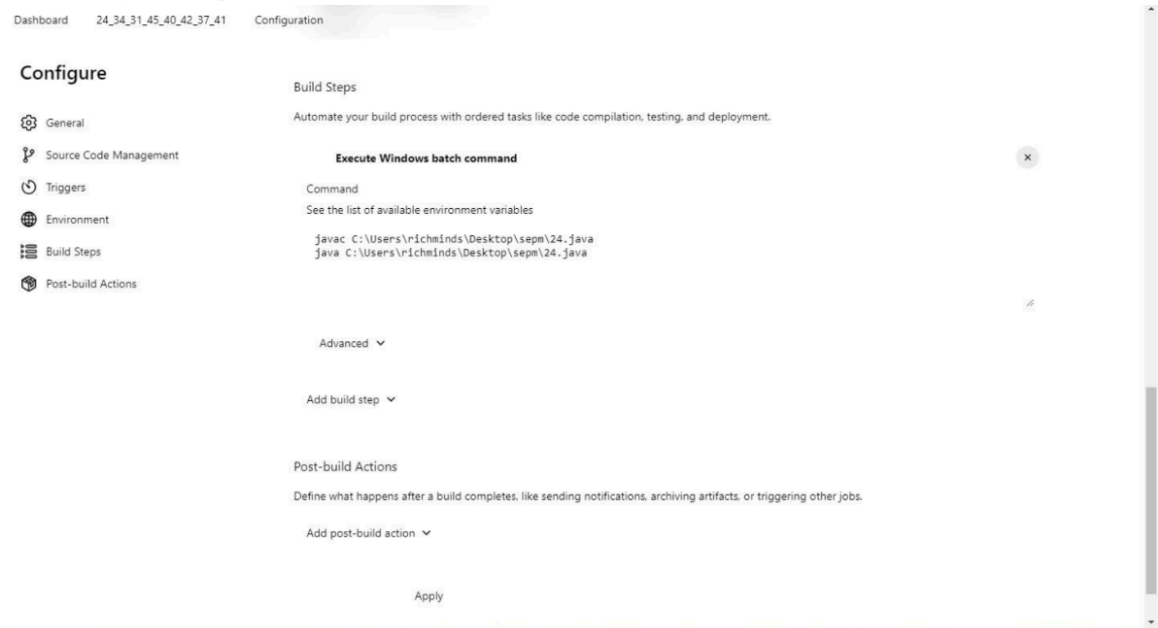 Dashboard 24_34_31_45_40_42_37_41 Configuration
Configure
General
Source Code Management
Triggers
Environment
Build Steps
Post-build Actions
Build Steps
Automate your build process with ordered tasks like code compilation, testing, and deployment.
Execute Windows batch command
Command
See the list of available environment variables
javac C:\Users\richminds\Desktop\sepm\24.java
java C:\Users\richminds\Desktop\sepm\24.java
Advanced
Add build step
Post-build Actions
Define what happens after a build completes, like sending notifications, archiving artifacts, or triggering other jobs.
Add post-build action
Apply